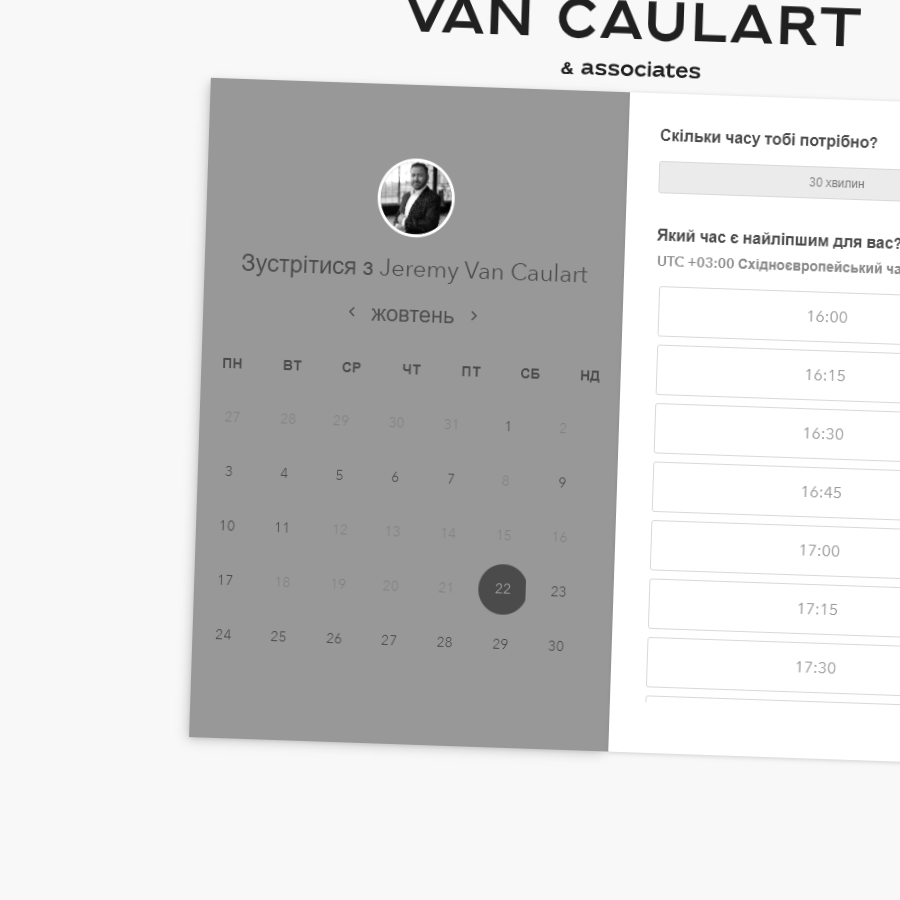 VAN CAULART
& associates
Зустрітися з Jeremy Van Caulart
‹ жовтень ›
ПН ВТ СР ЧТ ПТ СБ НД
27 28 29 30 31 1 2
3 4 5 6 7 8 9
10 11 12 13 14 15 16
17 18 19 20 21 22 23
24 25 26 27 28 29 30
Скільки часу тобі потрібно?
30 хвилин
Який час є найліпшим для вас?
UTC +03:00 Східноєвропейський
16:00
16:15
16:30
16:45
17:00
17:15
17:30